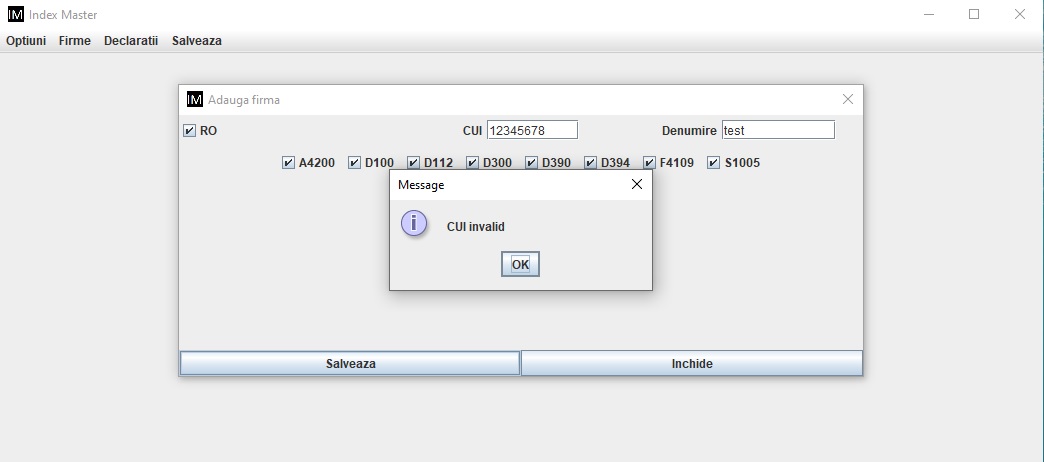 IM Index Master
Optiuni Firme Declaratii Salveaza
IM Adauga firma
RO CUI 12345678 Denumire test
A4200 D100 D112 D300 D390 D394 F4109 S1005
Message
i CUI invalid
OK
Salveaza Inchide